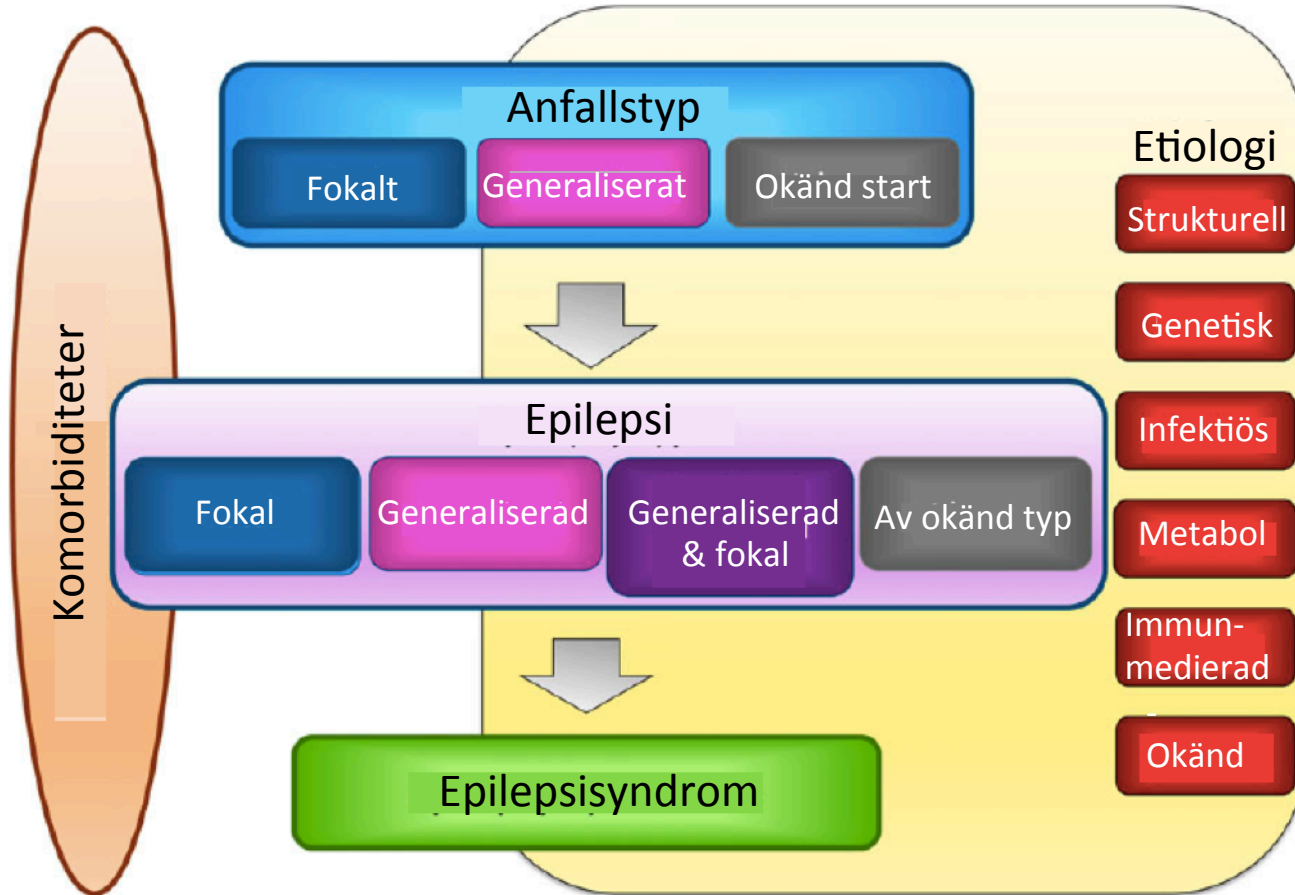 Komorbiditeter
Anfallstyp
Fokalt
Generaliserat
Okänd start
Epilepsi
Fokal
Generaliserad
Generaliserad
& fokal
Av okänd typ
Epilepsisyndrom
Etiologi
Strukturell
Genetisk
Infektiös
Metabol
Immun-
medierad
Okänd